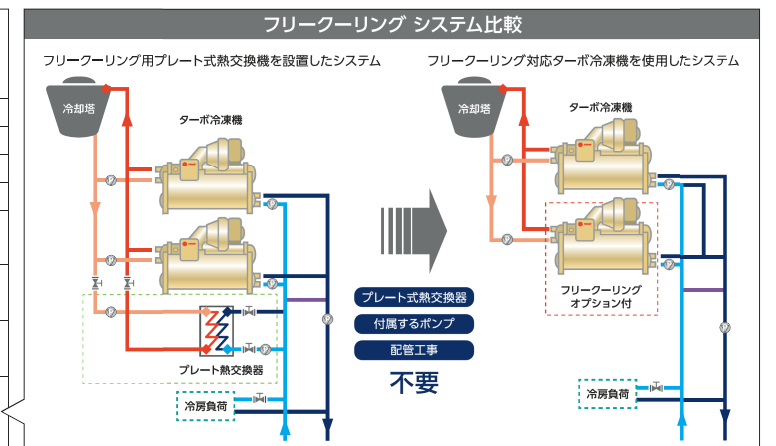 フリークーリング システム比較
フリークーリング用プレート式熱交換機を設置したシステム
冷却塔
ターボ冷凍機
プレート熱交換器
冷房負荷
プレート式熱交換器
付属するポンプ
配管工事
不要
フリークーリング対応ターボ冷凍機を使用したシステム
冷却塔
ターボ冷凍機
フリークーリング
オプション付
冷房負荷